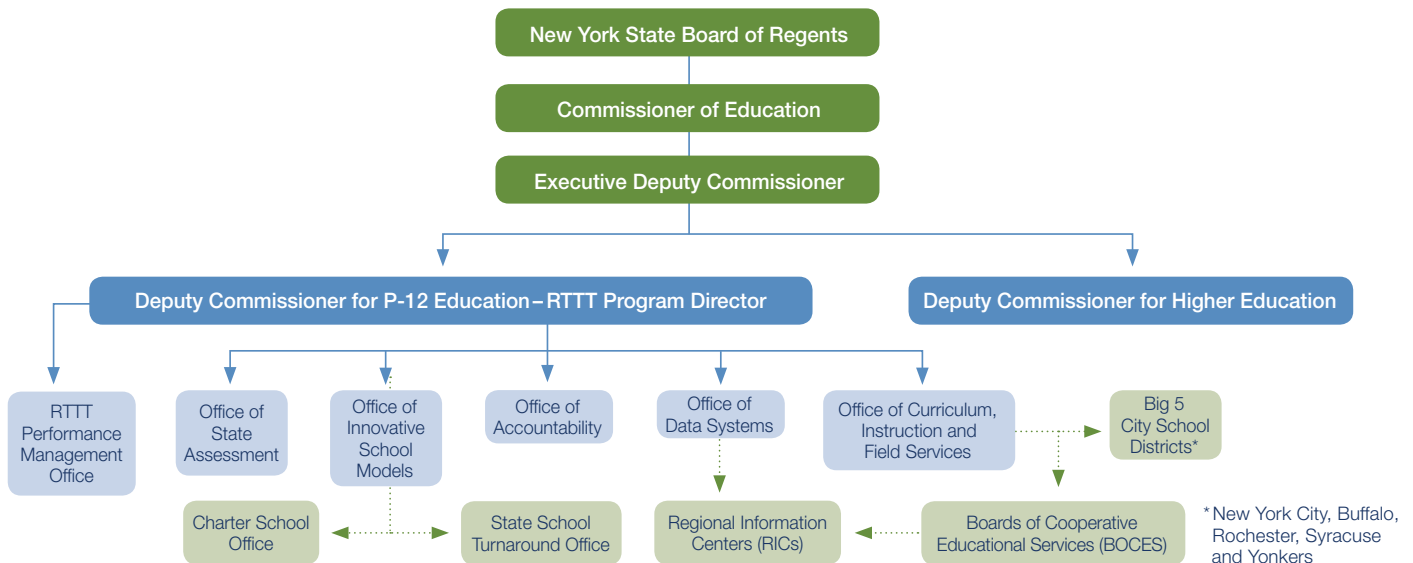 New York State Board of Regents
Commissioner of Education
Executive Deputy Commissioner
Deputy Commissioner for P-12 Education–RTTT Program Director
Deputy Commissioner for Higher Education
RTTT
Performance
Management
Office
Office of
State
Assessment
Office of
Innovative
School
Models
Office of
Accountability
Office of
Data Systems
Office of Curriculum,
Instruction and
Field Services
Big 5
City School
Districts*
Charter School
Office
State School
Turnaround Office
Regional Information
Centers (RICs)
Boards of Cooperative
Educational Services (BOCES)
*New York City, Buffalo,
Rochester, Syracuse
and Yonkers